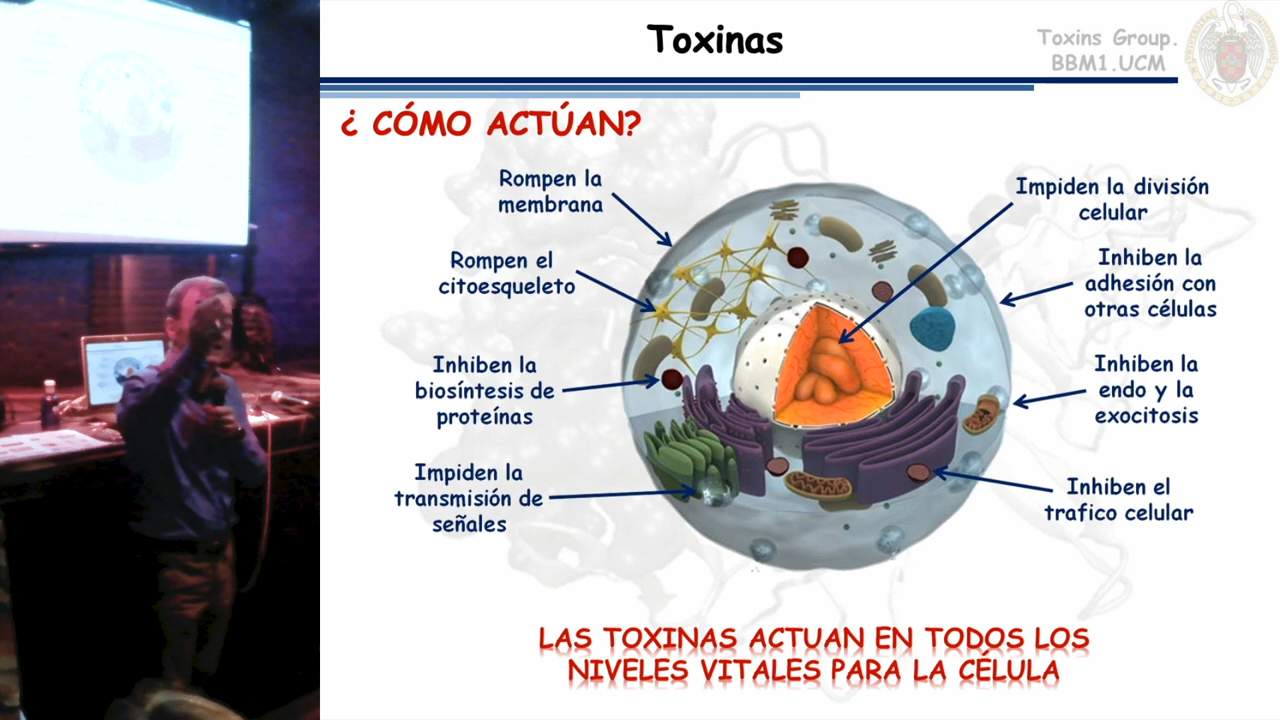 Toxinas
Toxins Group.
BBM1.UCM
¿ CÓMO ACTÚAN?
Rompen la
membrana
Rompen el
citoesqueleto
Inhiben la
biosíntesis de
proteínas
Impiden la
transmisión de
señales
Impiden la división
celular
Inhiben la
adhesión con
otras células
Inhiben la
endo y la
exocitosis
Inhiben el
trafico celular
LAS TOXINAS ACTUAN EN TODOS LOS
NIVELES VITALES PARA LA CÉLULA